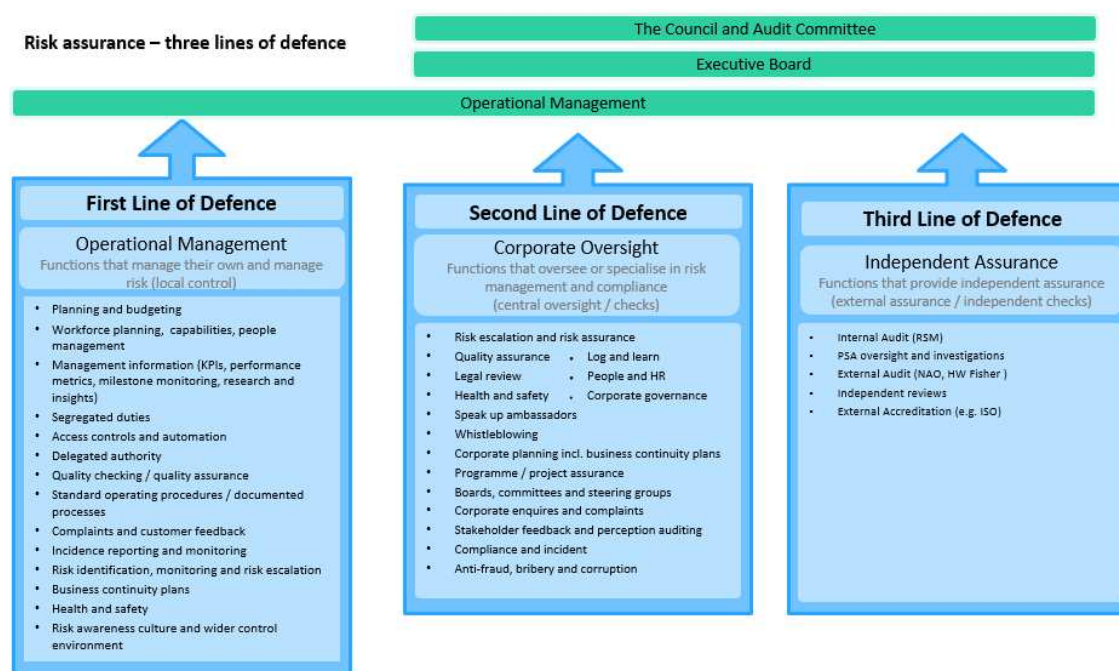 Risk assurance – three lines of defence
The Council and Audit Committee
Executive Board
Operational Management
First Line of Defence
Operational Management
Functions that manage their own and manage
risk (local control)
• Planning and budgeting
• Workforce planning, capabilities, people
management
• Management information (KPIs, performance
metrics, milestone monitoring, research and
insights)
• Segregated duties
• Access controls and automation
• Delegated authority
• Quality checking / quality assurance
• Standard operating procedures / documented
processes
• Complaints and customer feedback
• Incidence reporting and monitoring
• Risk identification, monitoring and risk escalation
• Business continuity plans
• Health and safety
• Risk awareness culture and wider control
environment
Second Line of Defence
Corporate Oversight
Functions that oversee or specialise in risk
management and compliance
(central oversight / checks)
• Risk escalation and risk assurance
• Quality assurance • Log and learn
• Legal review • People and HR
• Health and safety • Corporate governance
• Speak up ambassadors
• Whistleblowing
• Corporate planning incl. business continuity plans
• Programme / project assurance
• Boards, committees and steering groups
• Corporate enquires and complaints
• Stakeholder feedback and perception auditing
• Compliance and incident
• Anti-fraud, bribery and corruption
Third Line of Defence
Independent Assurance
Functions that provide independent assurance
(external assurance / independent checks)
• Internal Audit (RSM)
• PSA oversight and investigations
• External Audit (NAO, HW Fisher )
• Independent reviews
• External Accreditation (e.g. ISO)